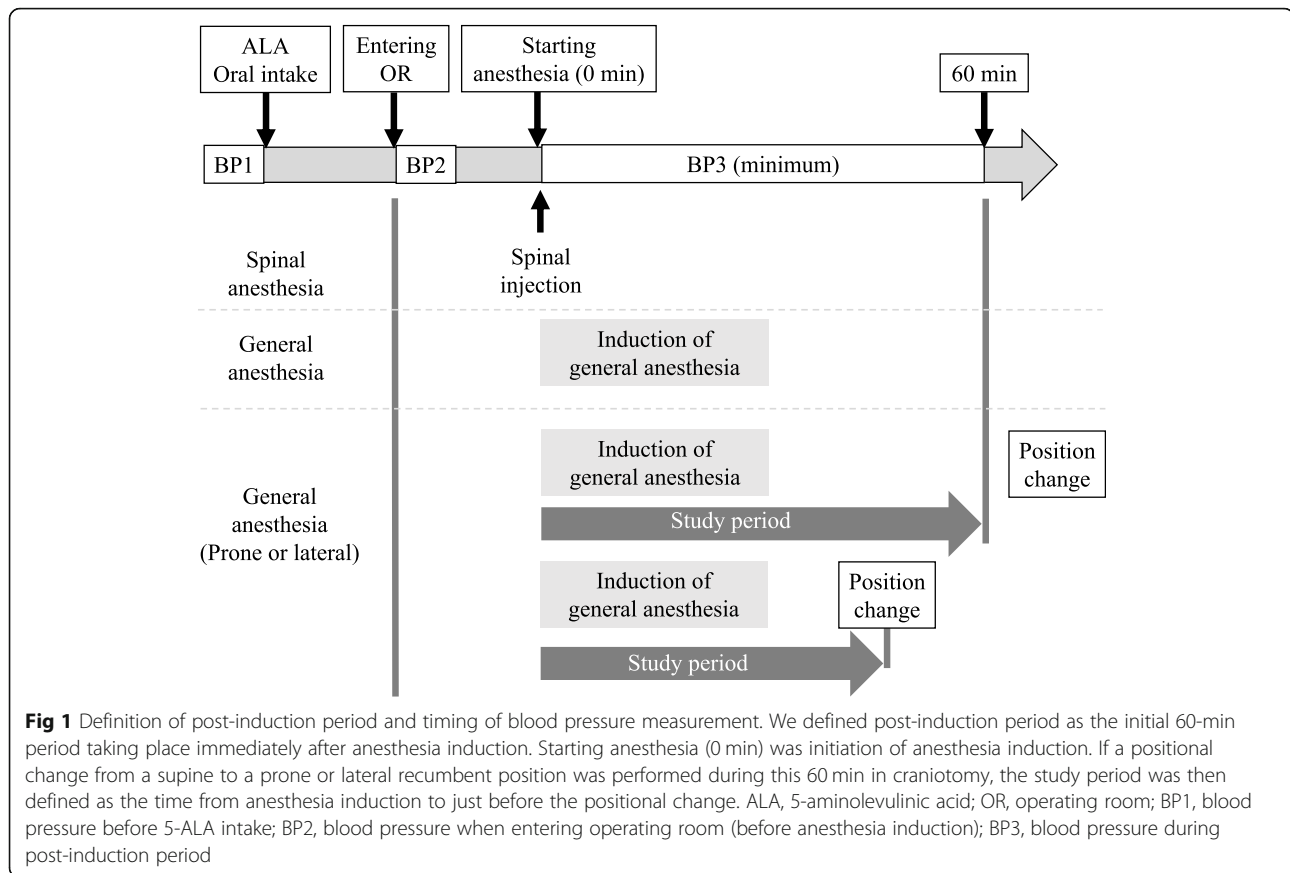 ALA
Oral intake
Entering
OR
Starting
anesthesia (0 min)
60 min
BP1
BP2
BP3 (minimum)
Spinal
anesthesia
Spinal
injection
General
anesthesia
Induction of
general anesthesia
General
anesthesia
(Prone or lateral)
Induction of
general anesthesia
Position
change
Study period
Induction of
general anesthesia
Position
change
Study period
Fig 1 Definition of post-induction period and timing of blood pressure measurement. We defined post-induction period as the initial 60-min
period taking place immediately after anesthesia induction. Starting anesthesia (0 min) was initiation of anesthesia induction. If a positional
change from a supine to a prone or lateral recumbent position was performed during this 60 min in craniotomy, the study period was then
defined as the time from anesthesia induction to just before the positional change. ALA, 5-aminolevulinic acid; OR, operating room; BP1, blood
pressure before 5-ALA intake; BP2, blood pressure when entering operating room (before anesthesia induction); BP3, blood pressure during
post-induction period